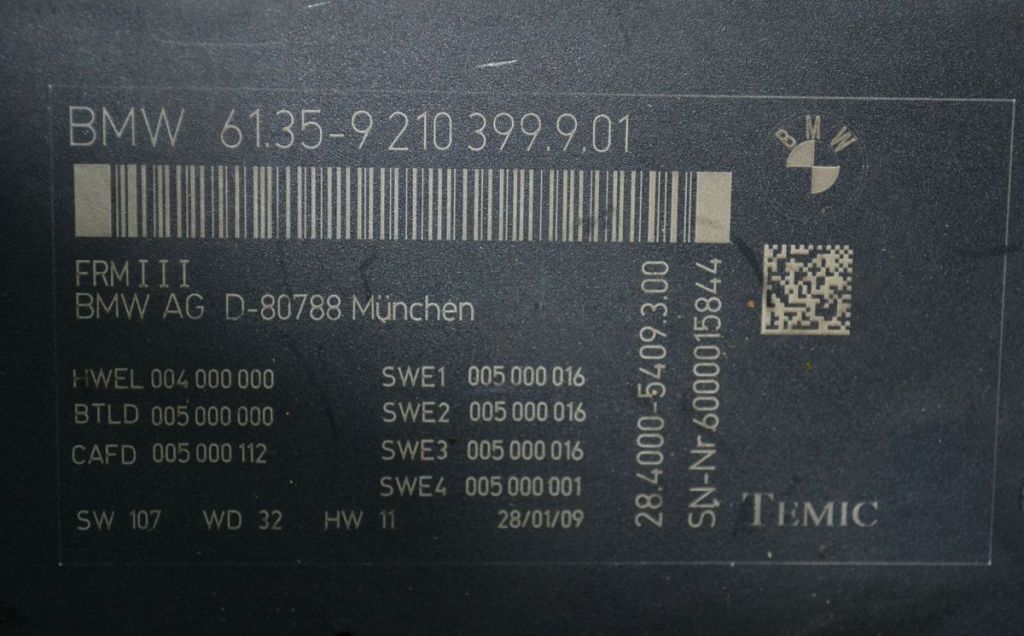 BMW 61.35-9 210 399.9.01
BMW
FRM III
BMW AG D-80788 München
HWEL 004 000 000
BTLD 005 000 000
CAFD 005 000 112
SWE1 005 000 016
SWE2 005 000 016
SWE3 005 000 016
SWE4 005 000 001
SW 107 WD 32 HW 11 28/01/09
28.4000-5409.3.00
SN-Nr 6000015844
TEMIC